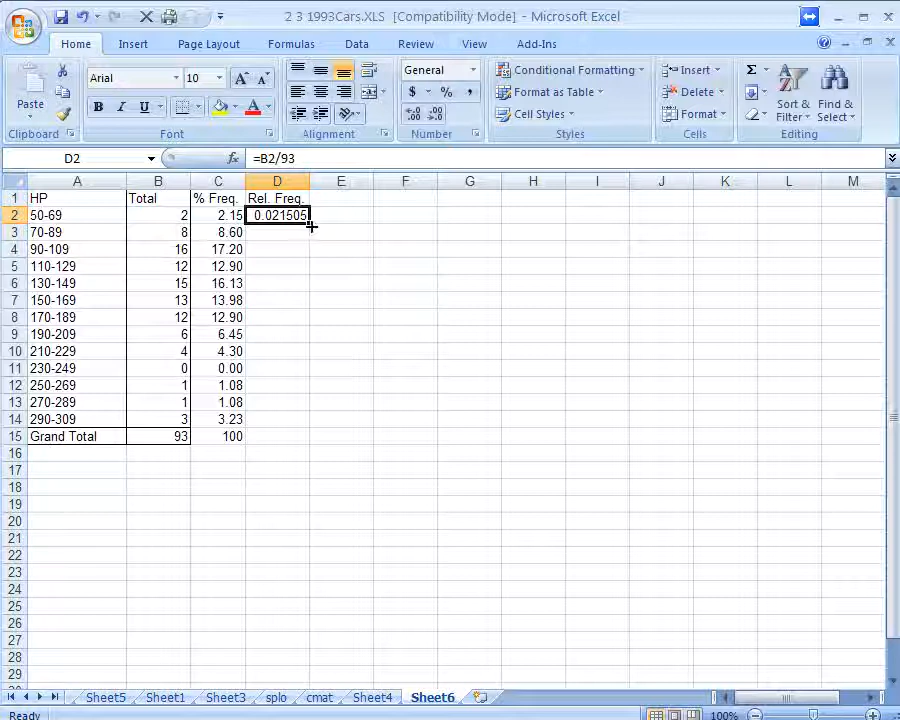 2 3 1993Cars.XLS [Compatibility Mode] - Microsoft Excel
Home Insert Page Layout Formulas Data Review View Add-Ins
Paste
Clipboard
Arial 10
B I U
Font
Alignment
General
$ % ,
Number
Conditional Formatting
Format as Table
Cell Styles
Styles
Insert
Delete
Format
Cells
Σ
Sort & Filter
Find & Select
Editing
D2 fx =B2/93
A B C D E F G H I J K L M
1 HP Total % Freq. Rel. Freq.
2 50-69 2 2.15 0.021505
3 70-89 8 8.60
4 90-109 16 17.20
5 110-129 12 12.90
6 130-149 15 16.13
7 150-169 13 13.98
8 170-189 12 12.90
9 190-209 6 6.45
10 210-229 4 4.30
11 230-249 0 0.00
12 250-269 1 1.08
13 270-289 1 1.08
14 290-309 3 3.23
15 Grand Total 93 100
16
17
18
19
20
21
22
23
24
25
26
27
28
29
Sheet5 Sheet1 Sheet3 splo cmat Sheet4 Sheet6
Ready 100%